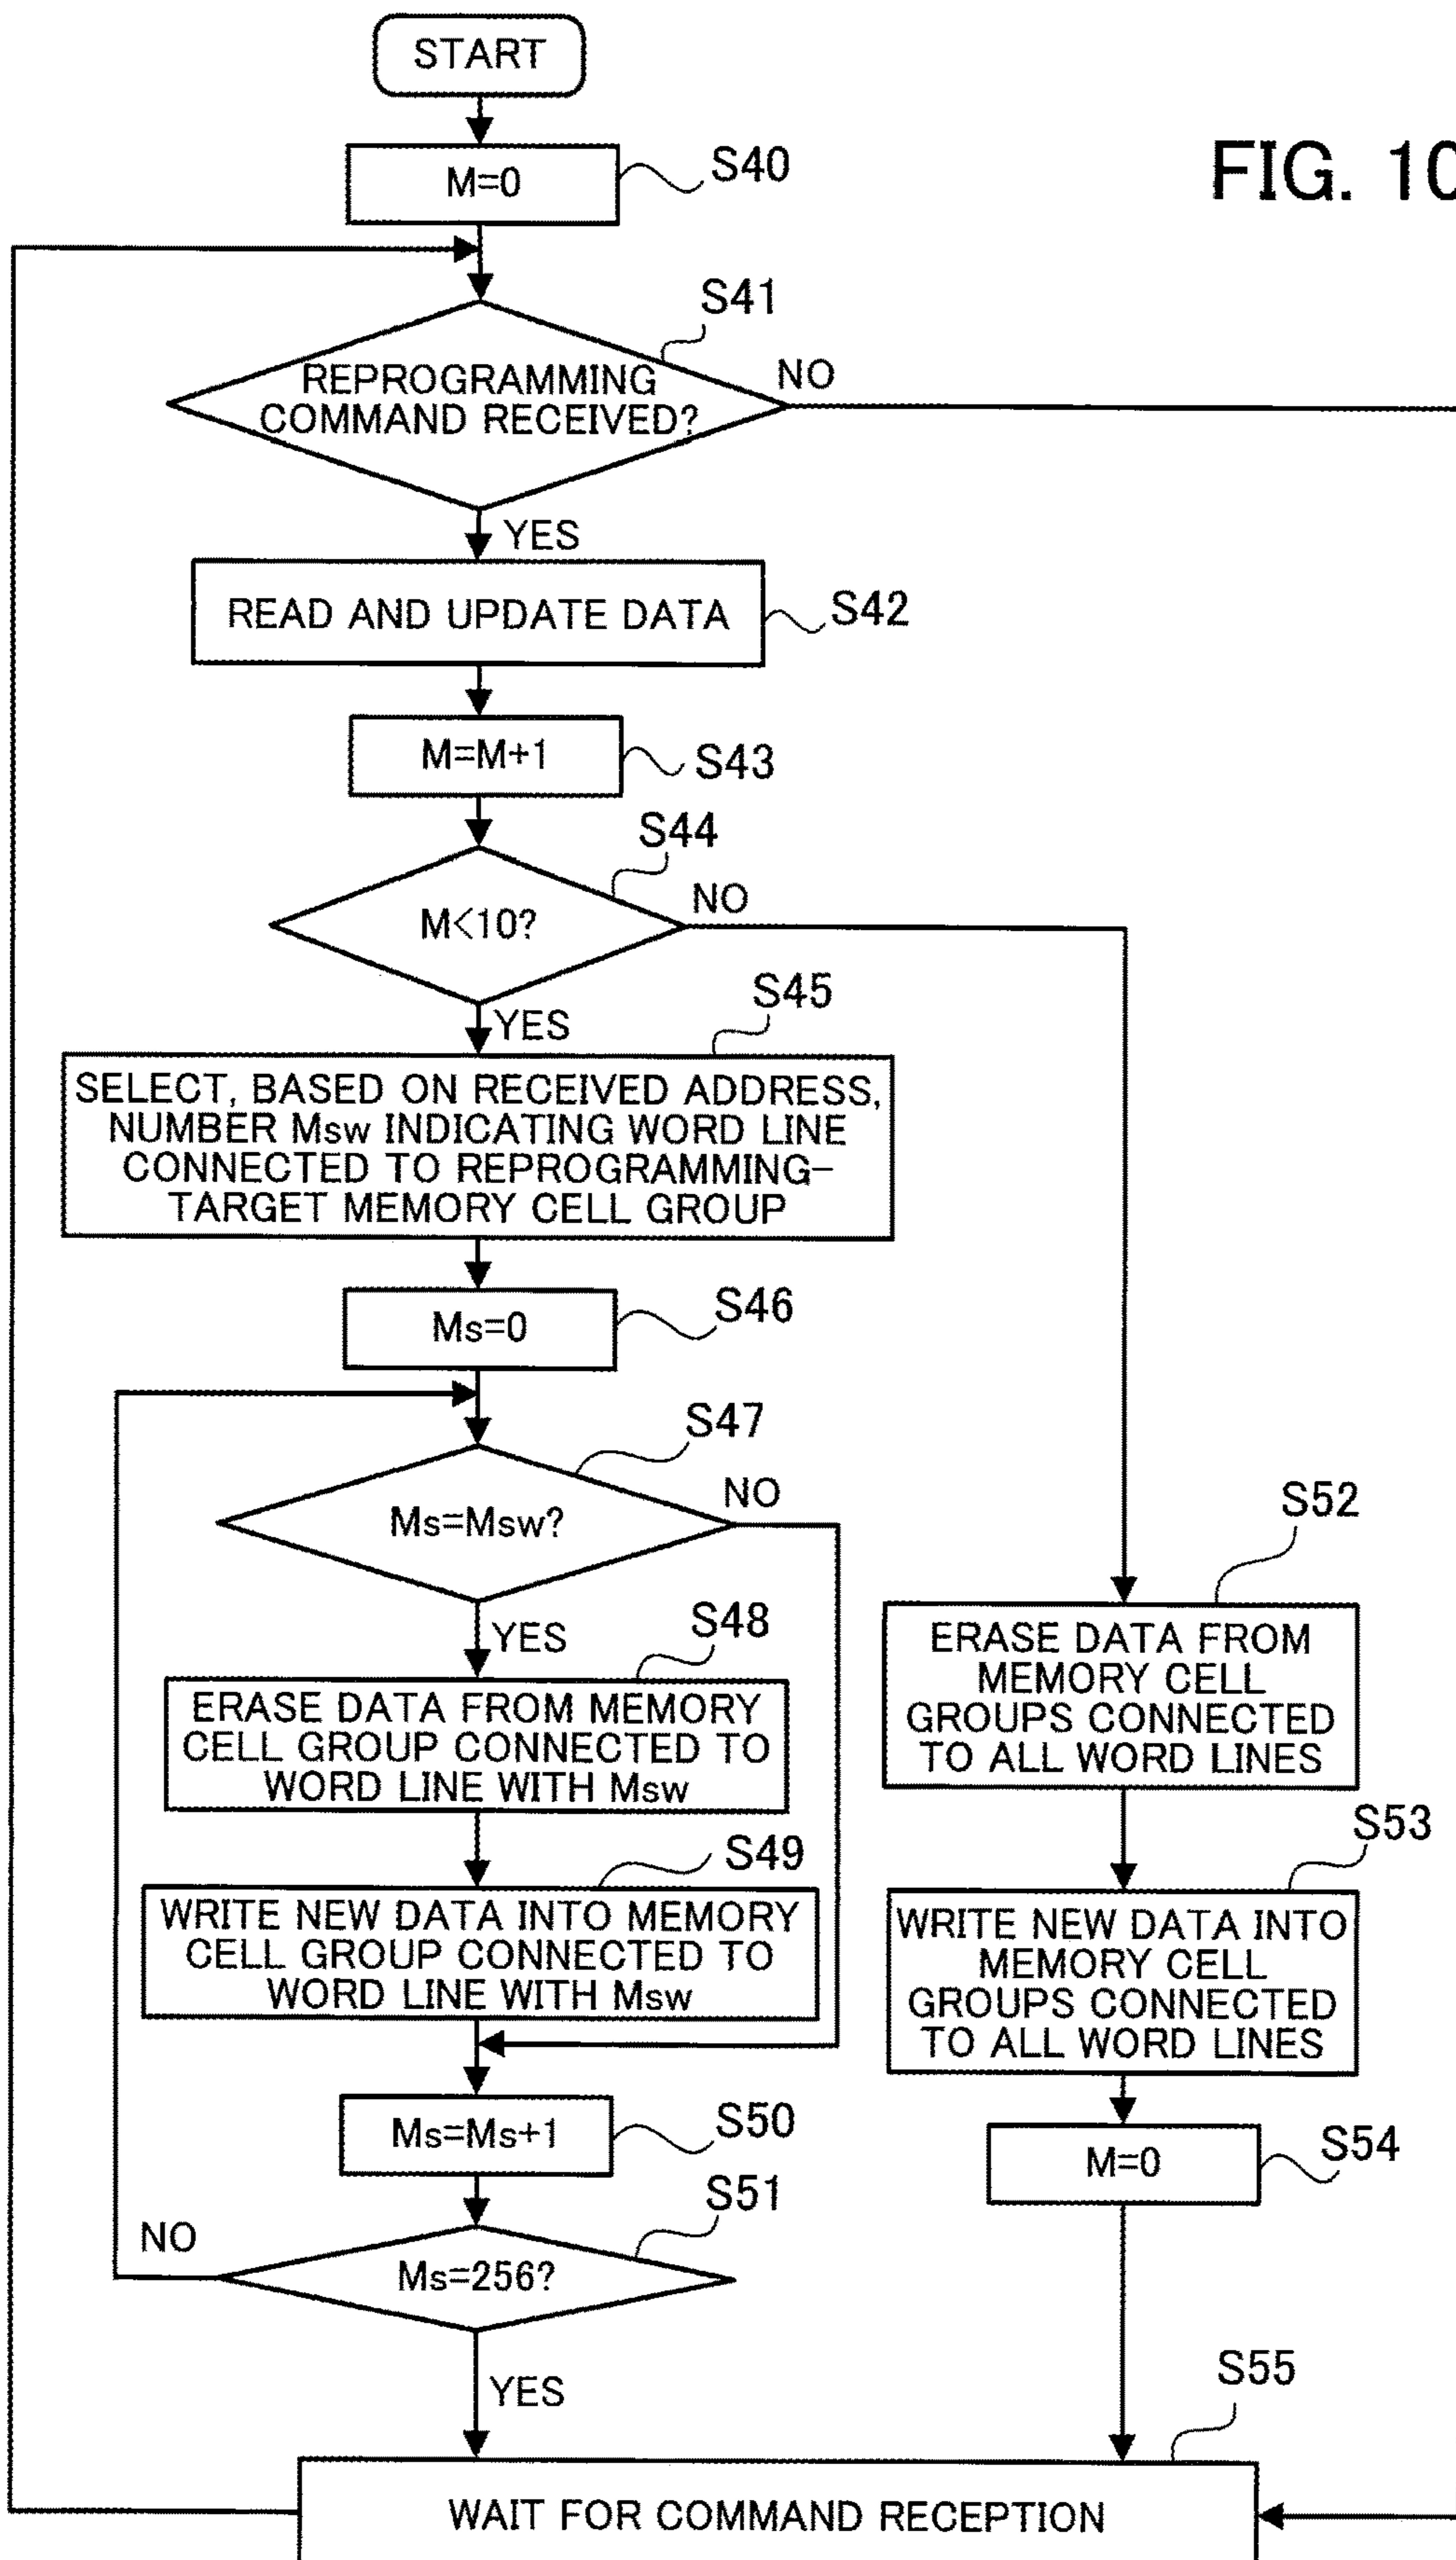 START
FIG. 10
M=0
S40
S41
REPROGRAMMING
COMMAND RECEIVED?
NO
YES
READ AND UPDATE DATA
S42
M=M+1
S43
S44
M<10?
NO
YES
S45
SELECT, BASED ON RECEIVED ADDRESS,
NUMBER Msw INDICATING WORD LINE
CONNECTED TO REPROGRAMMING-
TARGET MEMORY CELL GROUP
Ms=0
S46
S47
Ms=Msw?
NO
YES
S48
ERASE DATA FROM MEMORY
CELL GROUP CONNECTED TO
WORD LINE WITH Msw
S49
WRITE NEW DATA INTO MEMORY
CELL GROUP CONNECTED TO
WORD LINE WITH Msw
Ms=Ms+1
S50
S51
Ms=256?
NO
YES
S52
ERASE DATA FROM
MEMORY CELL
GROUPS CONNECTED
TO ALL WORD LINES
S53
WRITE NEW DATA INTO
MEMORY CELL
GROUPS CONNECTED
TO ALL WORD LINES
M=0
S54
S55
WAIT FOR COMMAND RECEPTION